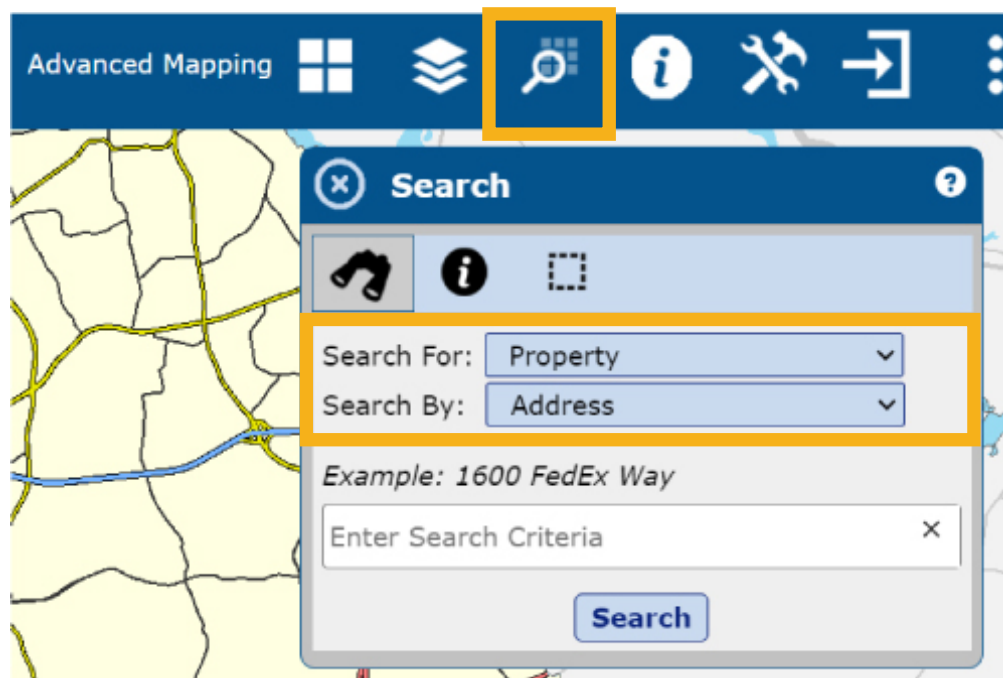 Advanced Mapping
Search
Search For: Property
Search By: Address
Example: 1600 FedEx Way
Enter Search Criteria
Search